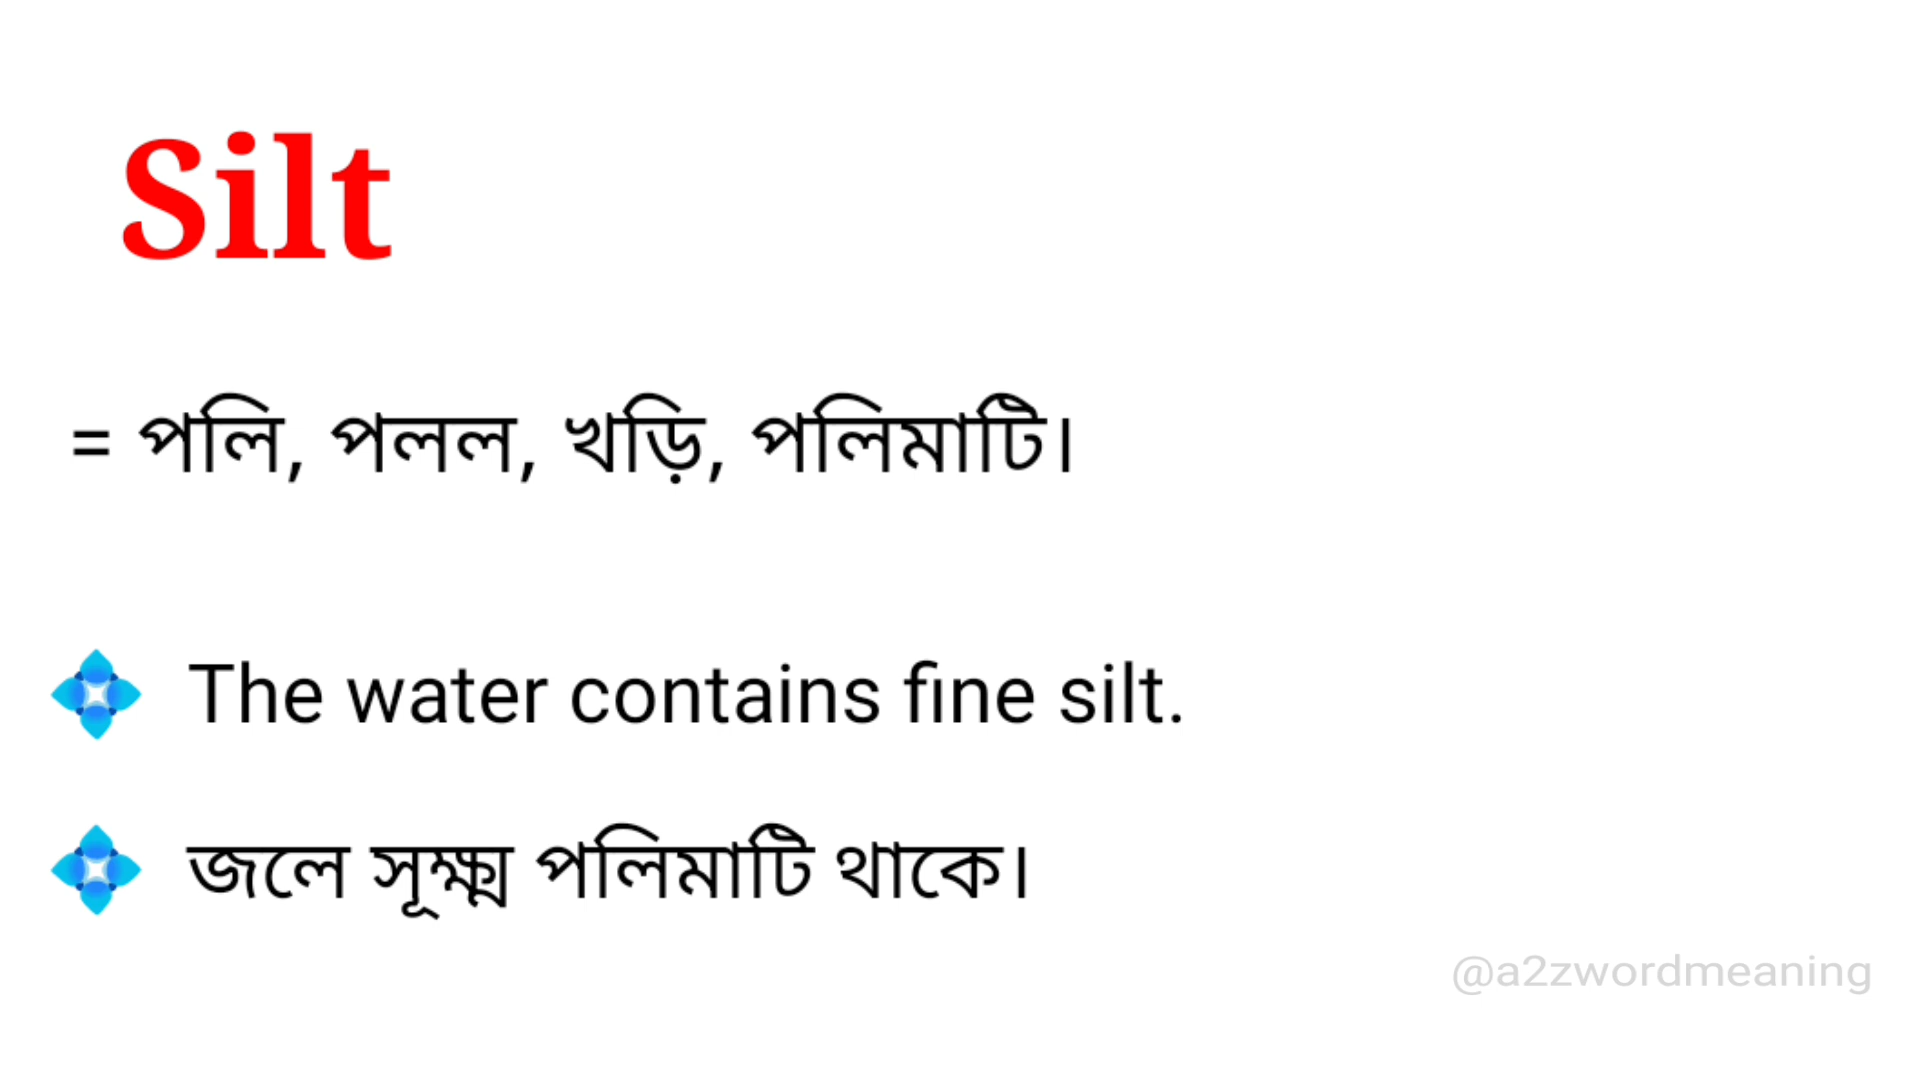 Silt
= পলি, পলল, খড়ি, পলিমাটি।
The water contains fine silt.
জলে সূক্ষ্ম পলিমাটি থাকে।
@a2zwordmeaning